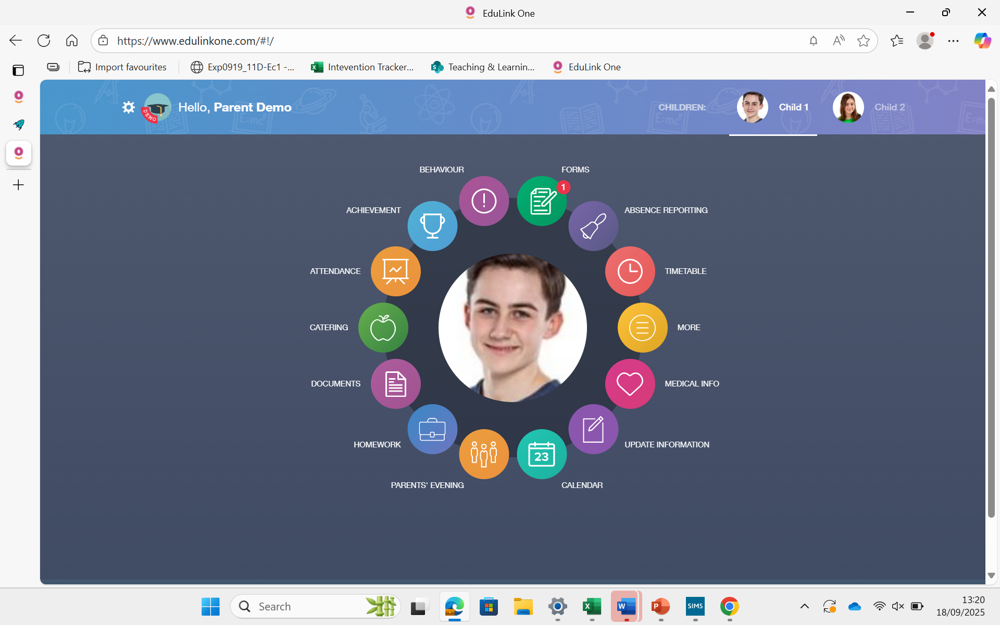 EduLink One
https://www.edulinkone.com/#!/
Import favourites
Exp0919_11D-Ec1 -...
Intevention Tracker...
Teaching & Learnin...
EduLink One
DEMO
Hello, Parent Demo
CHILDREN:
Child 1
Child 2
BEHAVIOUR
FORMS
1
ACHIEVEMENT
ABSENCE REPORTING
ATTENDANCE
TIMETABLE
CATERING
MORE
DOCUMENTS
MEDICAL INFO
HOMEWORK
UPDATE INFORMATION
23
PARENTS' EVENING
CALENDAR
Search
SIMS
13:20
18/09/2025